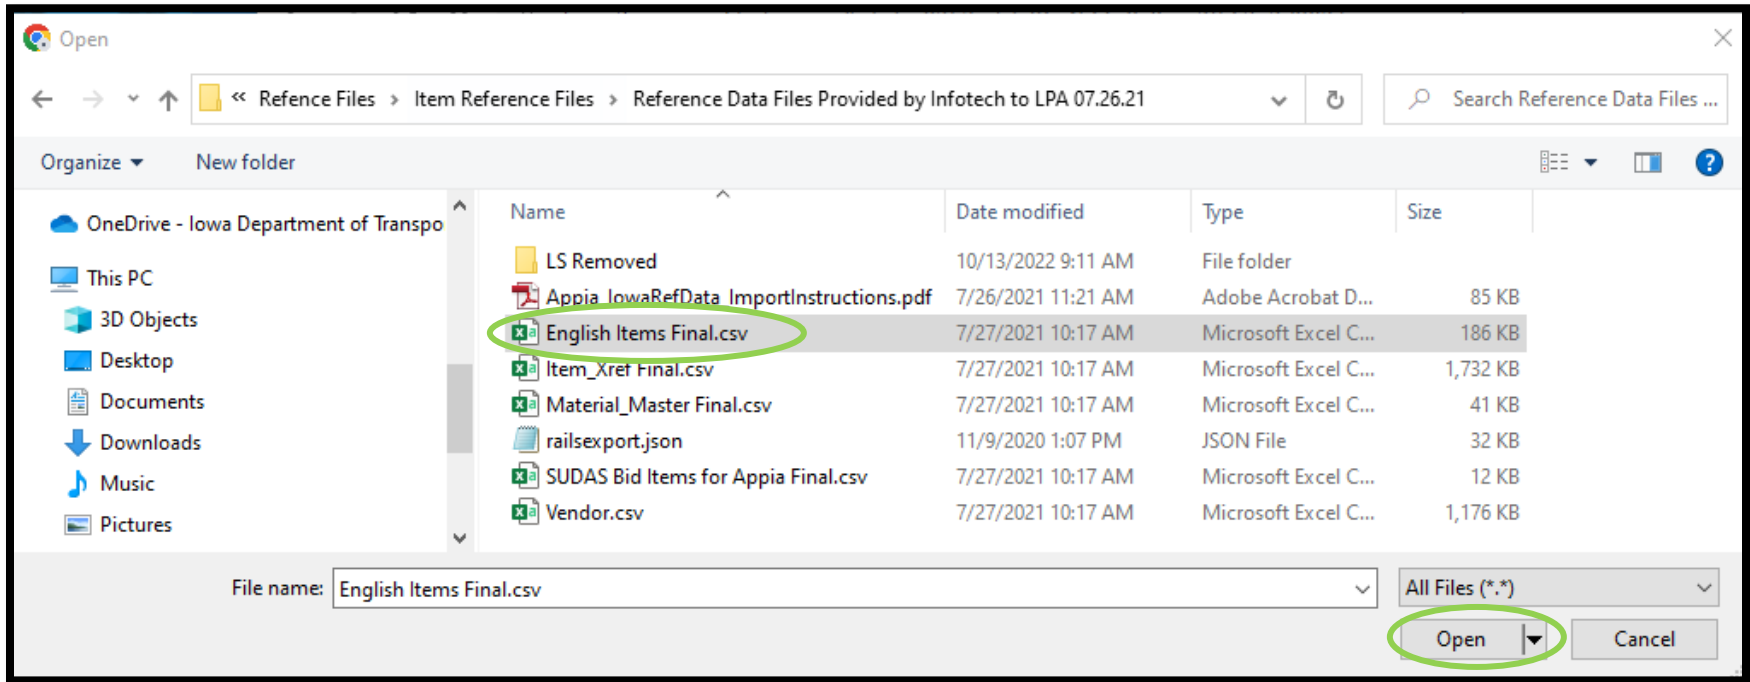 Open
« Refence Files > Item Reference Files > Reference Data Files Provided by Infotech to LPA 07.26.21
Search Reference Data Files ...
Organize New folder
?
OneDrive - Iowa Department of Transpo
This PC
3D Objects
Desktop
Documents
Downloads
Music
Pictures
Name Date modified Type Size
LS Removed 10/13/2022 9:11 AM File folder
Appia_IowaRefData_ImportInstructions.pdf 7/26/2021 11:21 AM Adobe Acrobat D... 85 KB
English Items Final.csv 7/27/2021 10:17 AM Microsoft Excel C... 186 KB
Item_Xref Final.csv 7/27/2021 10:17 AM Microsoft Excel C... 1,732 KB
Material_Master Final.csv 7/27/2021 10:17 AM Microsoft Excel C... 41 KB
railsexport.json 11/9/2020 1:07 PM JSON File 32 KB
SUDAS Bid Items for Appia Final.csv 7/27/2021 10:17 AM Microsoft Excel C... 12 KB
Vendor.csv 7/27/2021 10:17 AM Microsoft Excel C... 1,176 KB
File name: English Items Final.csv All Files (*.*)
Open Cancel